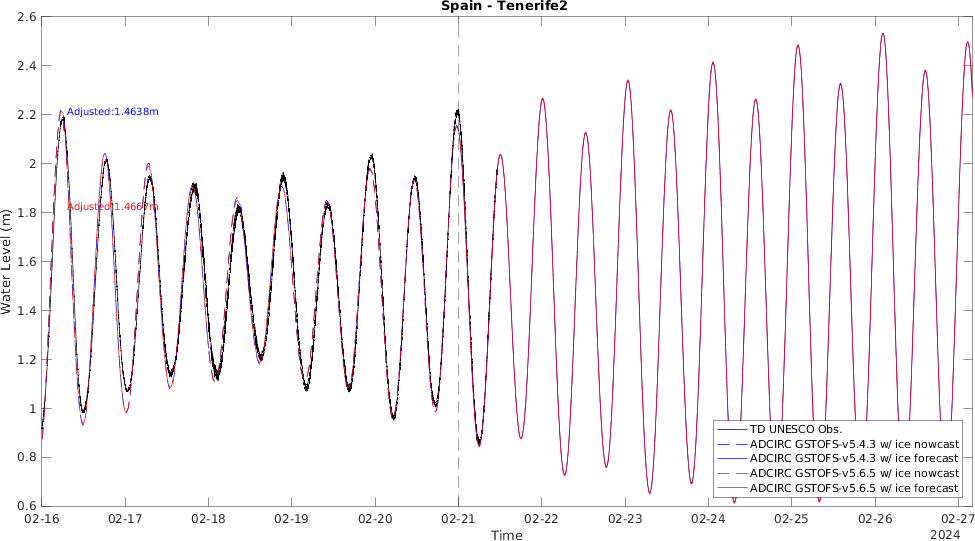 Spain - Tenerife2
2.6
2.4
2.2
2
1.8
1.6
1.4
1.2
1
0.8
0.6
Water Level (m)
Adjusted:1.4638m
Adjusted:1.4667m
TD UNESCO Obs.
ADCIRC GSTOFS-v5.4.3 w/ ice nowcast
ADCIRC GSTOFS-v5.4.3 w/ ice forecast
ADCIRC GSTOFS-v5.6.5 w/ ice nowcast
ADCIRC GSTOFS-v5.6.5 w/ ice forecast
02-16 02-17 02-18 02-19 02-20 02-21 02-22 02-23 02-24 02-25 02-26 02-27
Time
2024